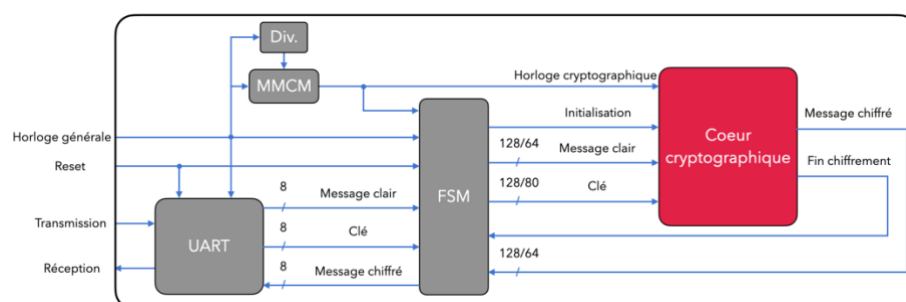 Div.
MMCM
Horloge cryptographique
Horloge générale
Initialisation
Message chiffré
Coeur
cryptographique
128/64
Message clair
Reset
Fin chiffrement
8
Message clair
FSM
128/80
Clé
Transmission
8
Clé
UART
128/64
8
Message chiffré
Réception